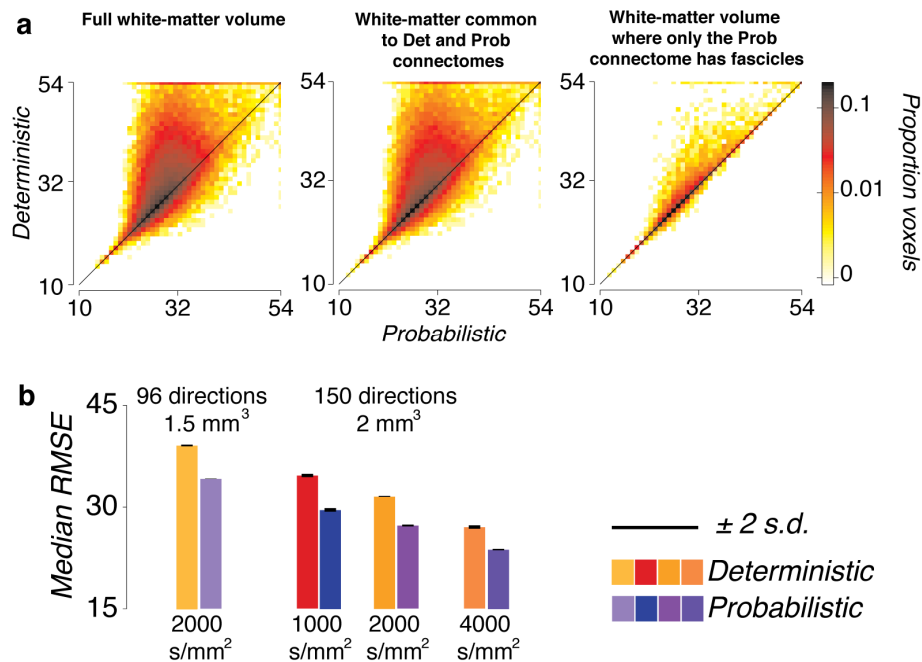 a
Full white-matter volume
White-matter common
to Det and Prob
connectomes
White-matter volume
where only the Prob
connectome has fascicles
Deterministic
54
32
10
10
32
54
54
32
10
10
32
54
54
32
10
10
32
54
Probabilistic
0.1
0.01
0
Proportion voxels
b
96 directions
1.5 mm³
150 directions
2 mm³
Median RMSE
45
30
15
2000
s/mm²
1000
s/mm²
2000
s/mm²
4000
s/mm²
± 2 s.d.
Deterministic
Probabilistic